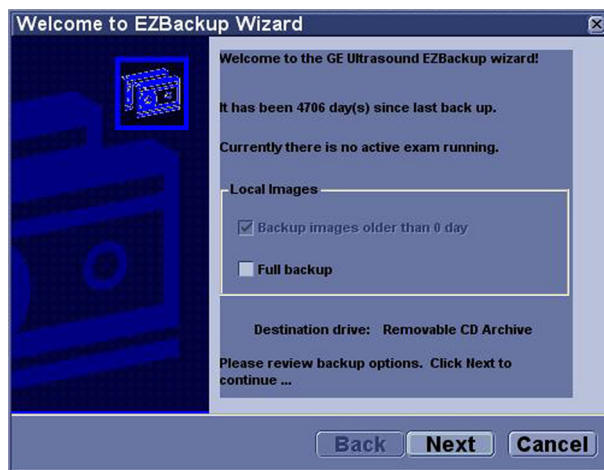 Welcome to EZBackup Wizard
Welcome to the GE Ultrasound EZBackup wizard!
It has been 4706 day(s) since last back up.
Currently there is no active exam running.
Local Images
Backup images older than 0 day
Full backup
Destination drive: Removable CD Archive
Please review backup options. Click Next to
continue ...
Back Next Cancel